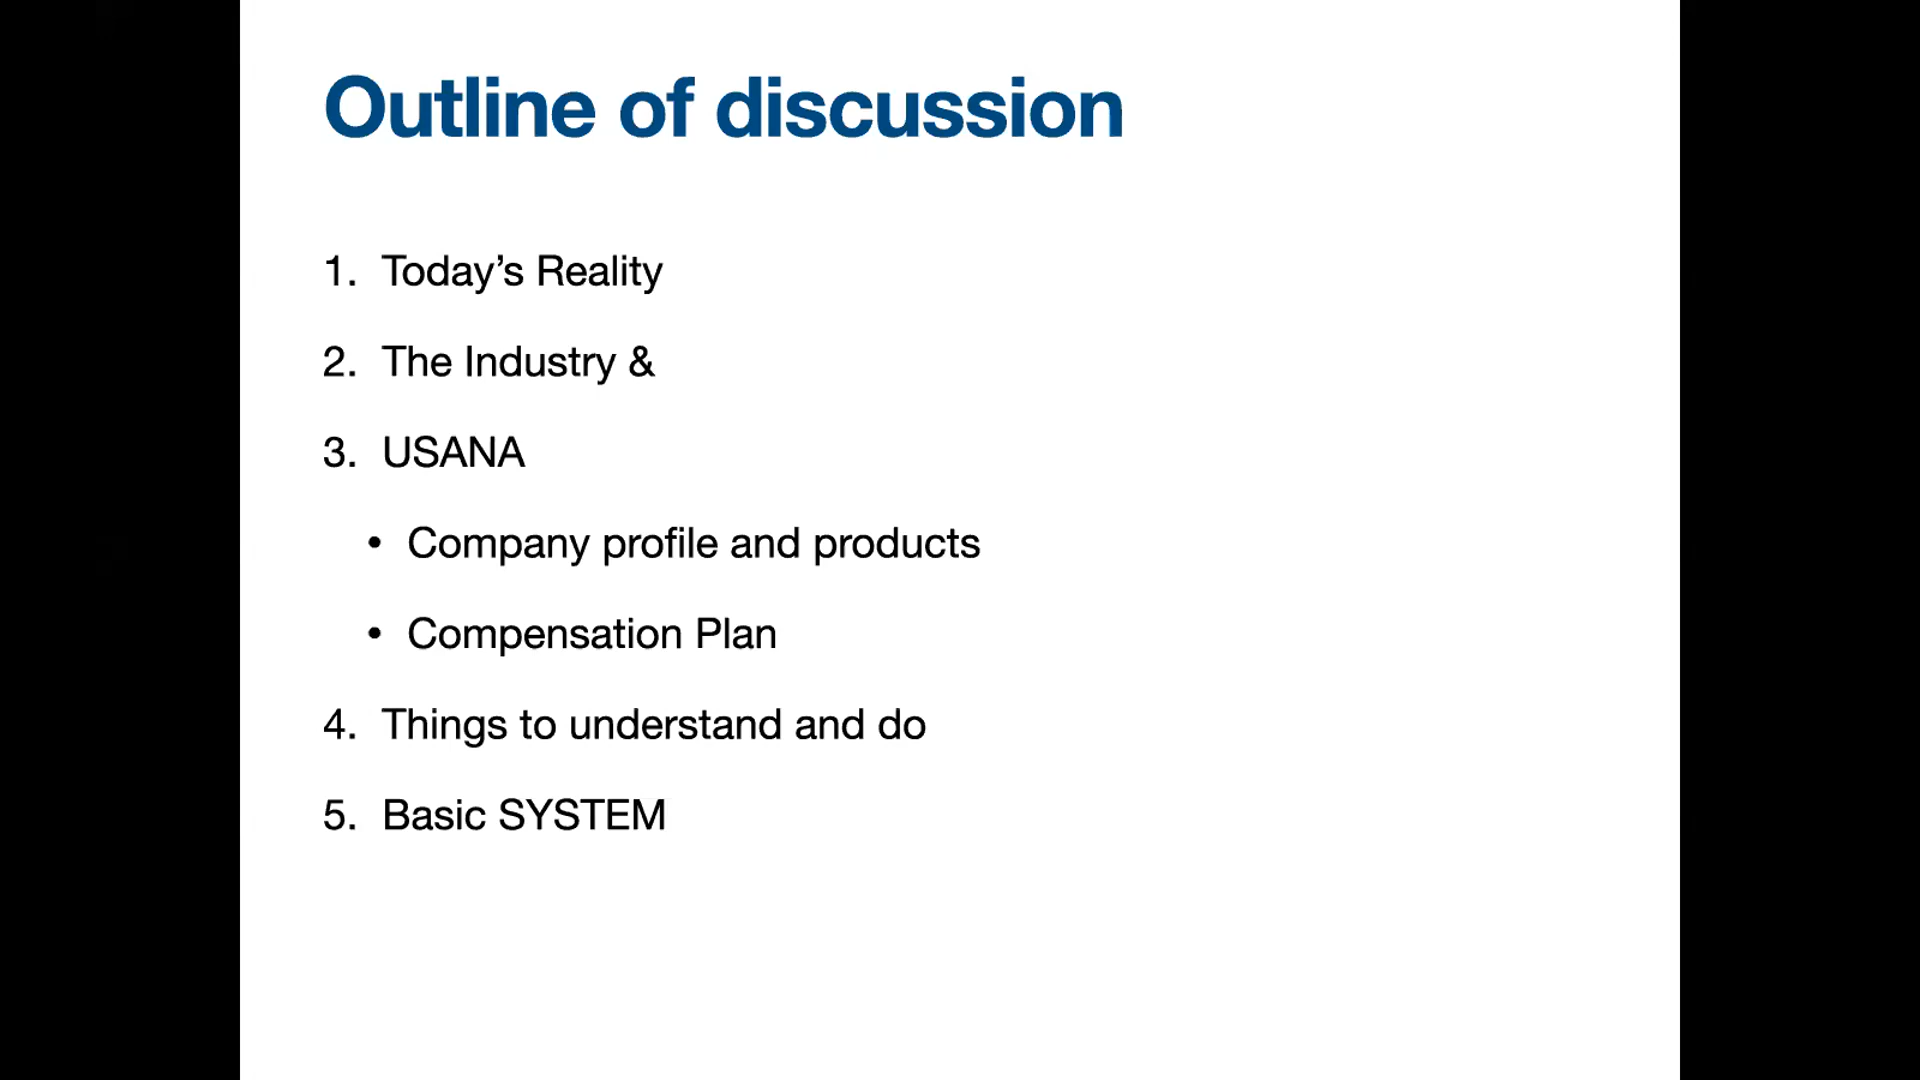 Outline of discussion
1. Today’s Reality
2. The Industry &
3. USANA
• Company profile and products
• Compensation Plan
4. Things to understand and do
5. Basic SYSTEM